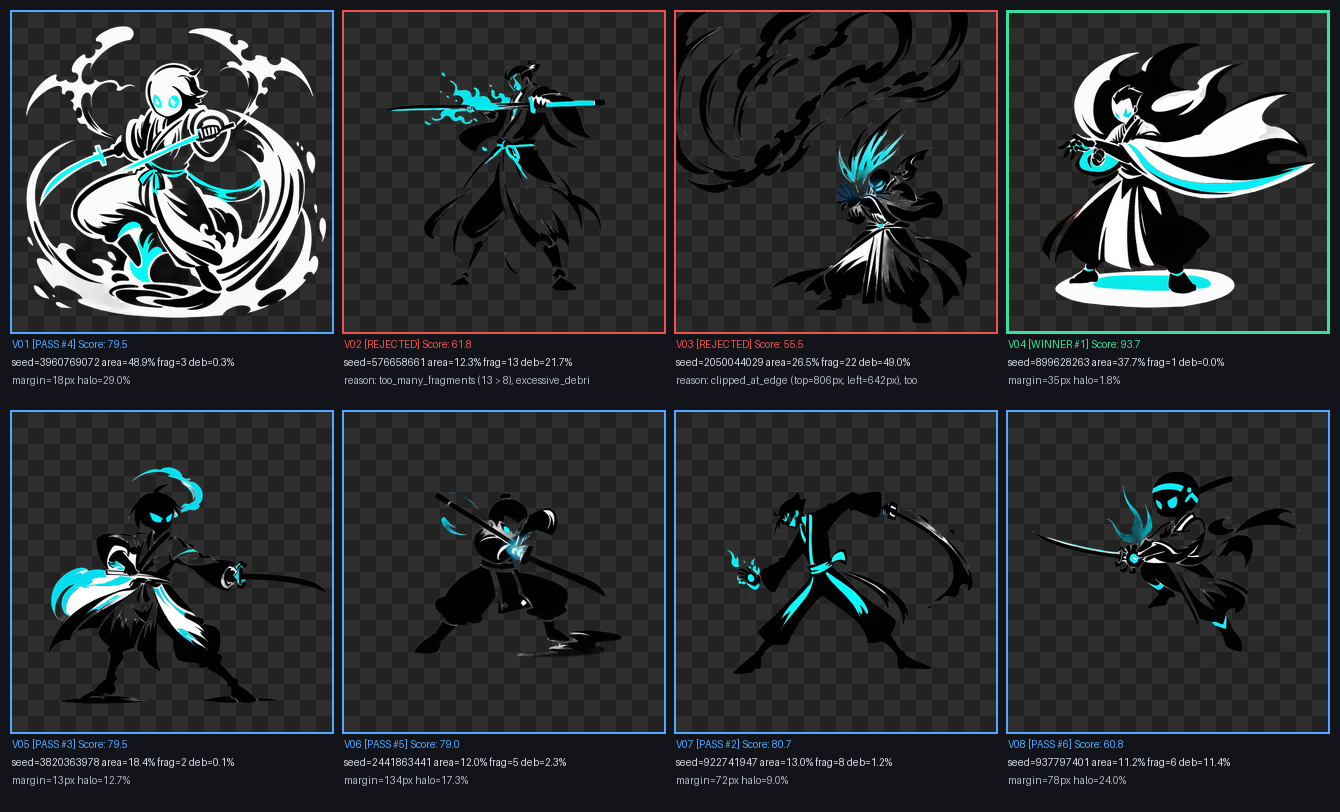 V01 [PASS #4] Score: 79.5
seed=3960769072 area=48.9% frag=3 deb=0.3%
margin=18px halo=29.0%
V02 [REJECTED] Score: 61.8
seed=576658661 area=12.3% frag=13 deb=21.7%
reason: too_many_fragments (13 > 8), excessive_debri
V03 [REJECTED] Score: 55.5
seed=2050044029 area=26.5% frag=22 deb=49.0%
reason: clipped_at_edge (top=806px, left=642px), too
V04 [WINNER #1] Score: 93.7
seed=899628263 area=37.7% frag=1 deb=0.0%
margin=35px halo=1.8%
V05 [PASS #3] Score: 79.5
seed=3820363978 area=18.4% frag=2 deb=0.1%
margin=13px halo=12.7%
V06 [PASS #5] Score: 79.0
seed=2441863441 area=12.0% frag=5 deb=2.3%
margin=134px halo=17.3%
V07 [PASS #2] Score: 80.7
seed=922741947 area=13.0% frag=8 deb=1.2%
margin=72px halo=9.0%
V08 [PASS #6] Score: 60.8
seed=937797401 area=11.2% frag=6 deb=11.4%
margin=78px halo=24.0%